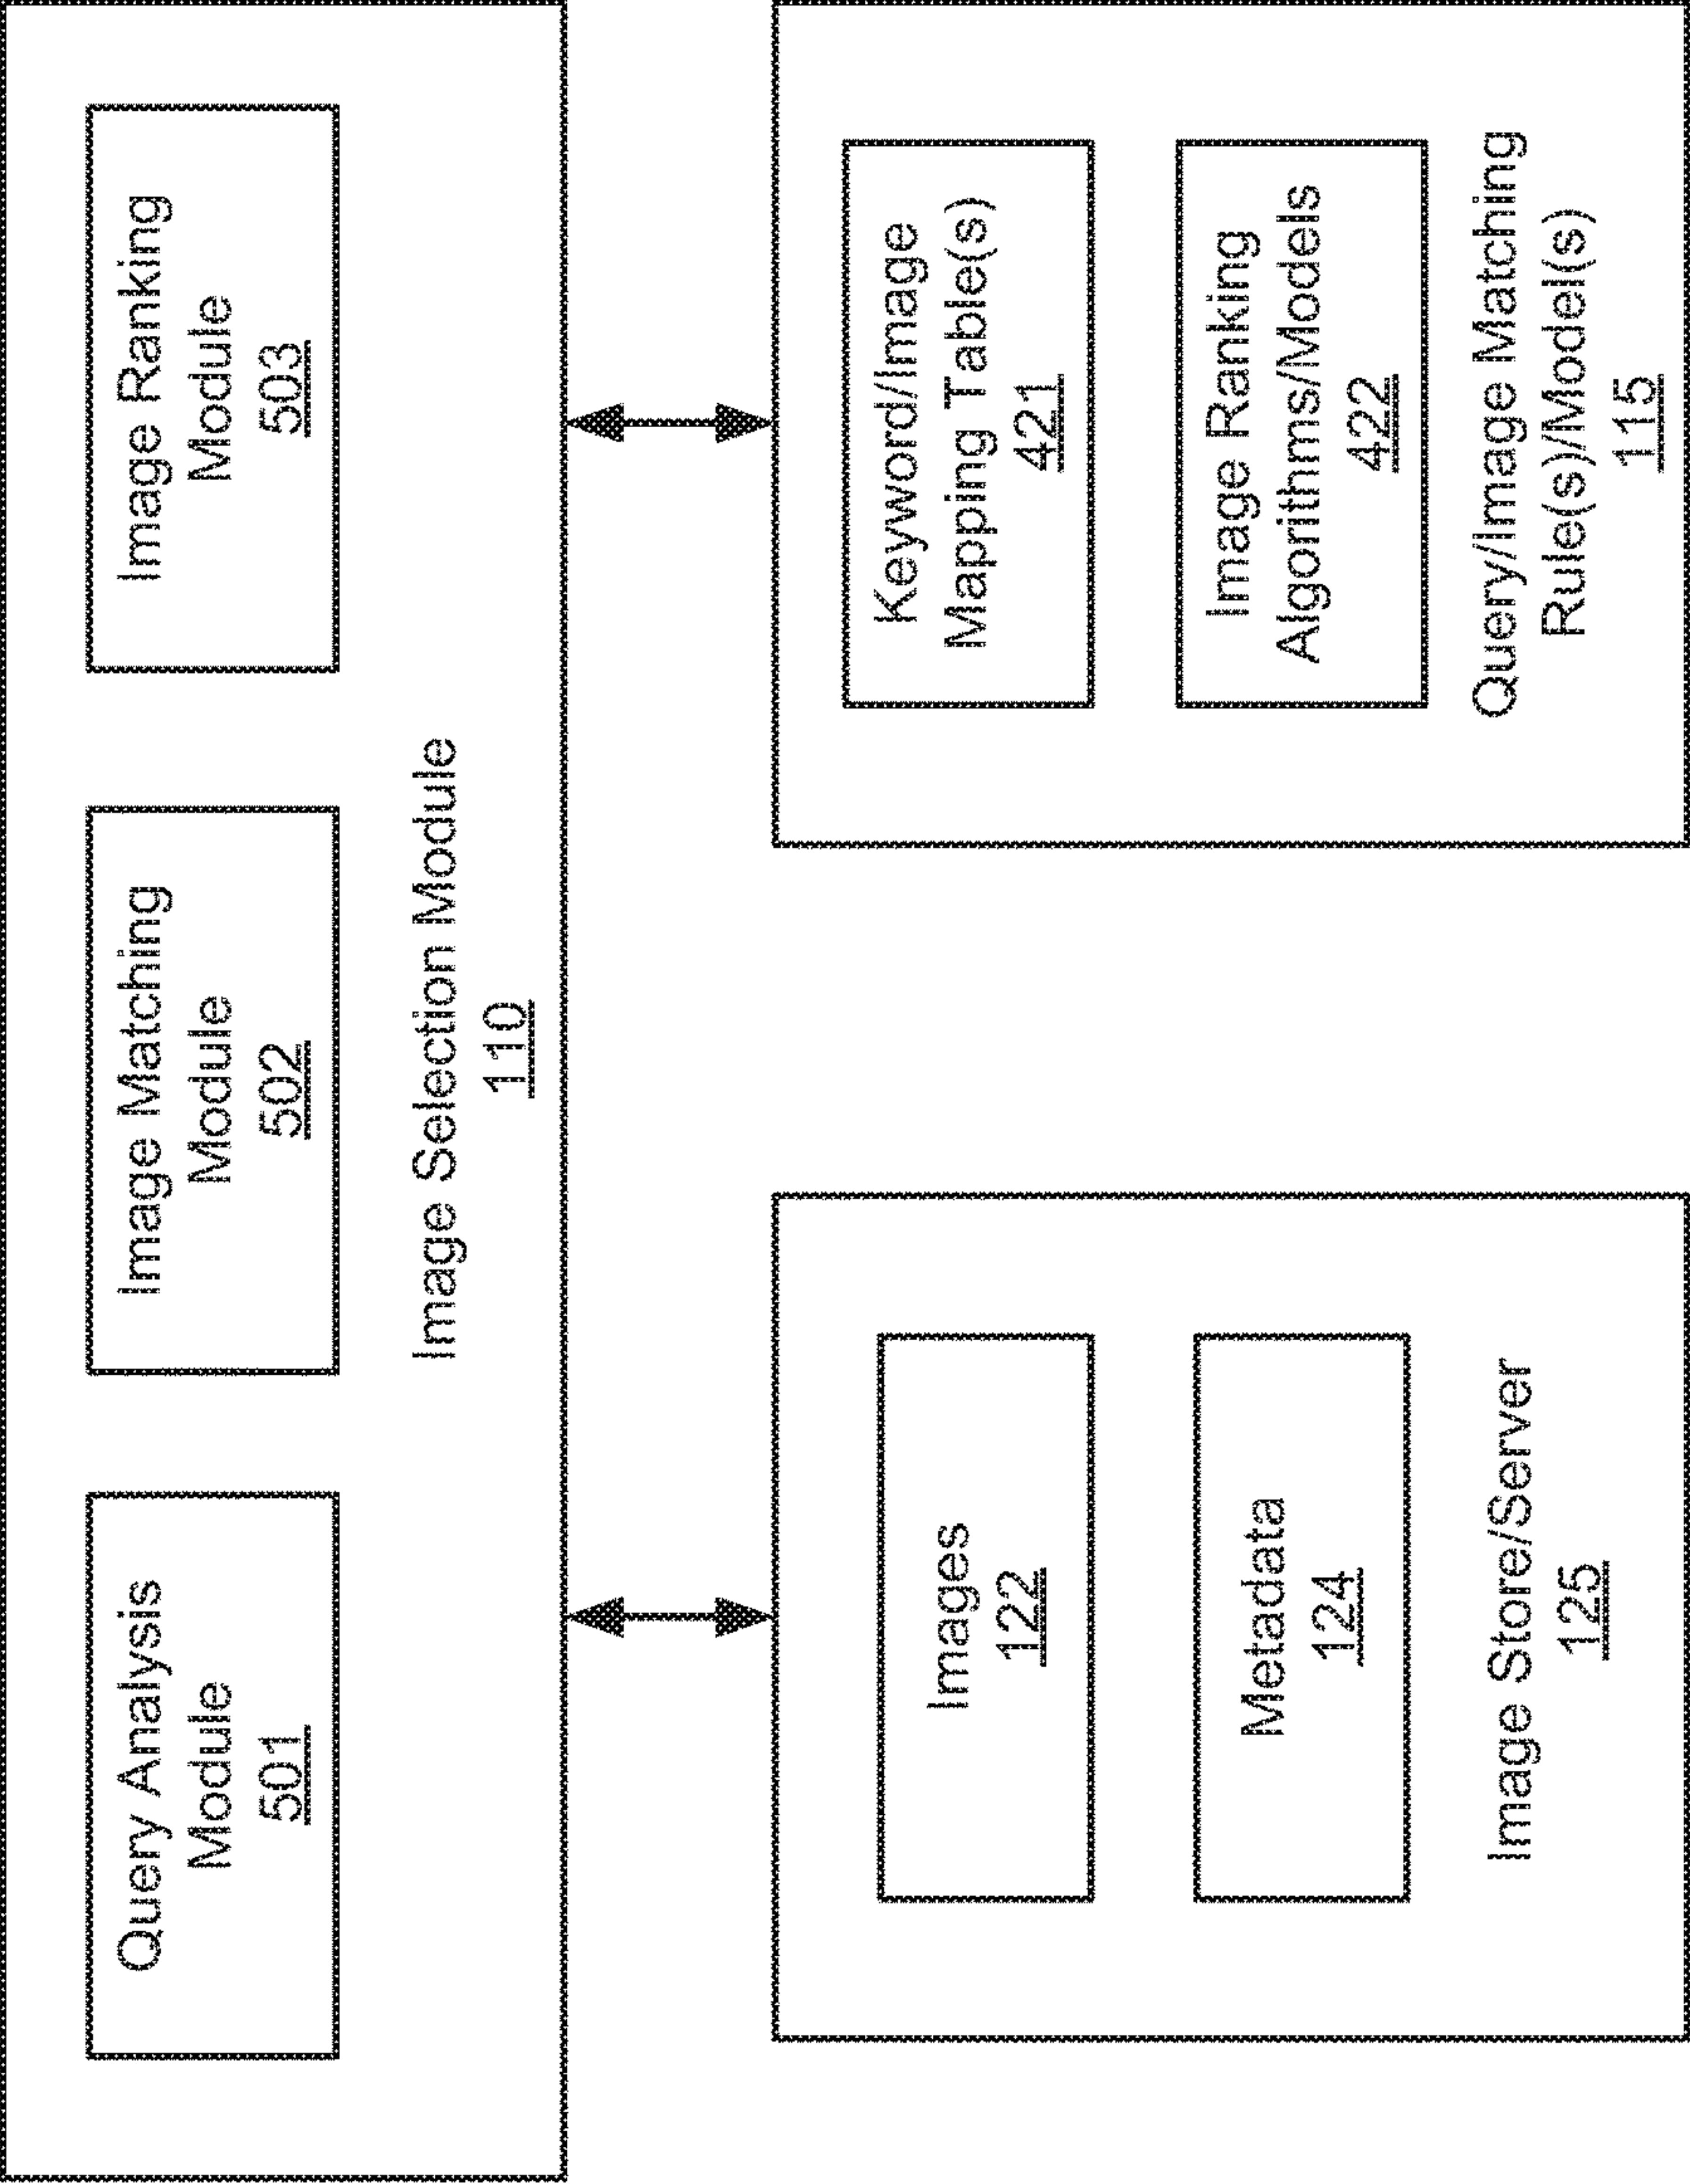 Query Analysis
Module
501
Image Matching
Module
502
Image Ranking
Module
503
Image Selection Module
110
Images
122
Metadata
124
Image Store/Server
125
Keyword/Image
Mapping Table(s)
421
Image Ranking
Algorithms/Models
422
Query/Image Matching
Rule(s)/Model(s)
115